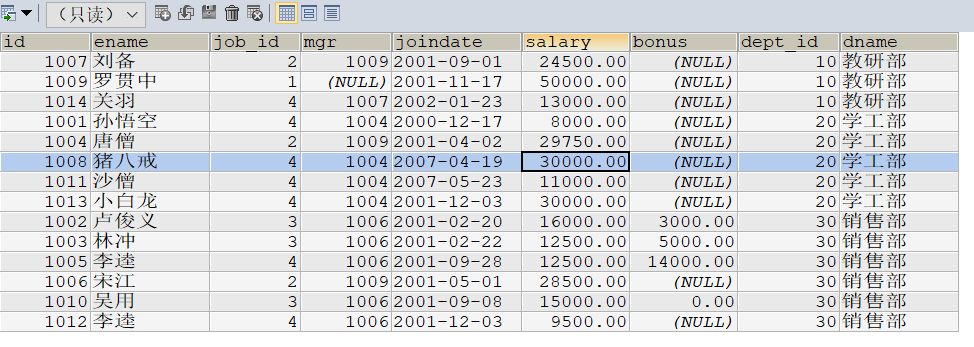 （只读）
id ename job_id mgr joindate salary bonus dept_id dname
1007 刘备 2 1009 2001-09-01 24500.00 (NULL) 10 教研部
1009 罗贯中 1 (NULL) 2001-11-17 50000.00 (NULL) 10 教研部
1014 关羽 4 1007 2002-01-23 13000.00 (NULL) 10 教研部
1001 孙悟空 4 1004 2000-12-17 8000.00 (NULL) 20 学工部
1004 唐僧 2 1009 2001-04-02 29750.00 (NULL) 20 学工部
1008 猪八戒 4 1004 2007-04-19 30000.00 (NULL) 20 学工部
1011 沙僧 4 1004 2007-05-23 11000.00 (NULL) 20 学工部
1013 小白龙 4 1004 2001-12-03 30000.00 (NULL) 20 学工部
1002 卢俊义 3 1006 2001-02-20 16000.00 3000.00 30 销售部
1003 林冲 3 1006 2001-02-22 12500.00 5000.00 30 销售部
1005 李逵 4 1006 2001-09-28 12500.00 14000.00 30 销售部
1006 宋江 2 1009 2001-05-01 28500.00 (NULL) 30 销售部
1010 吴用 3 1006 2001-09-08 15000.00 0.00 30 销售部
1012 李逵 4 1006 2001-12-03 9500.00 (NULL) 30 销售部